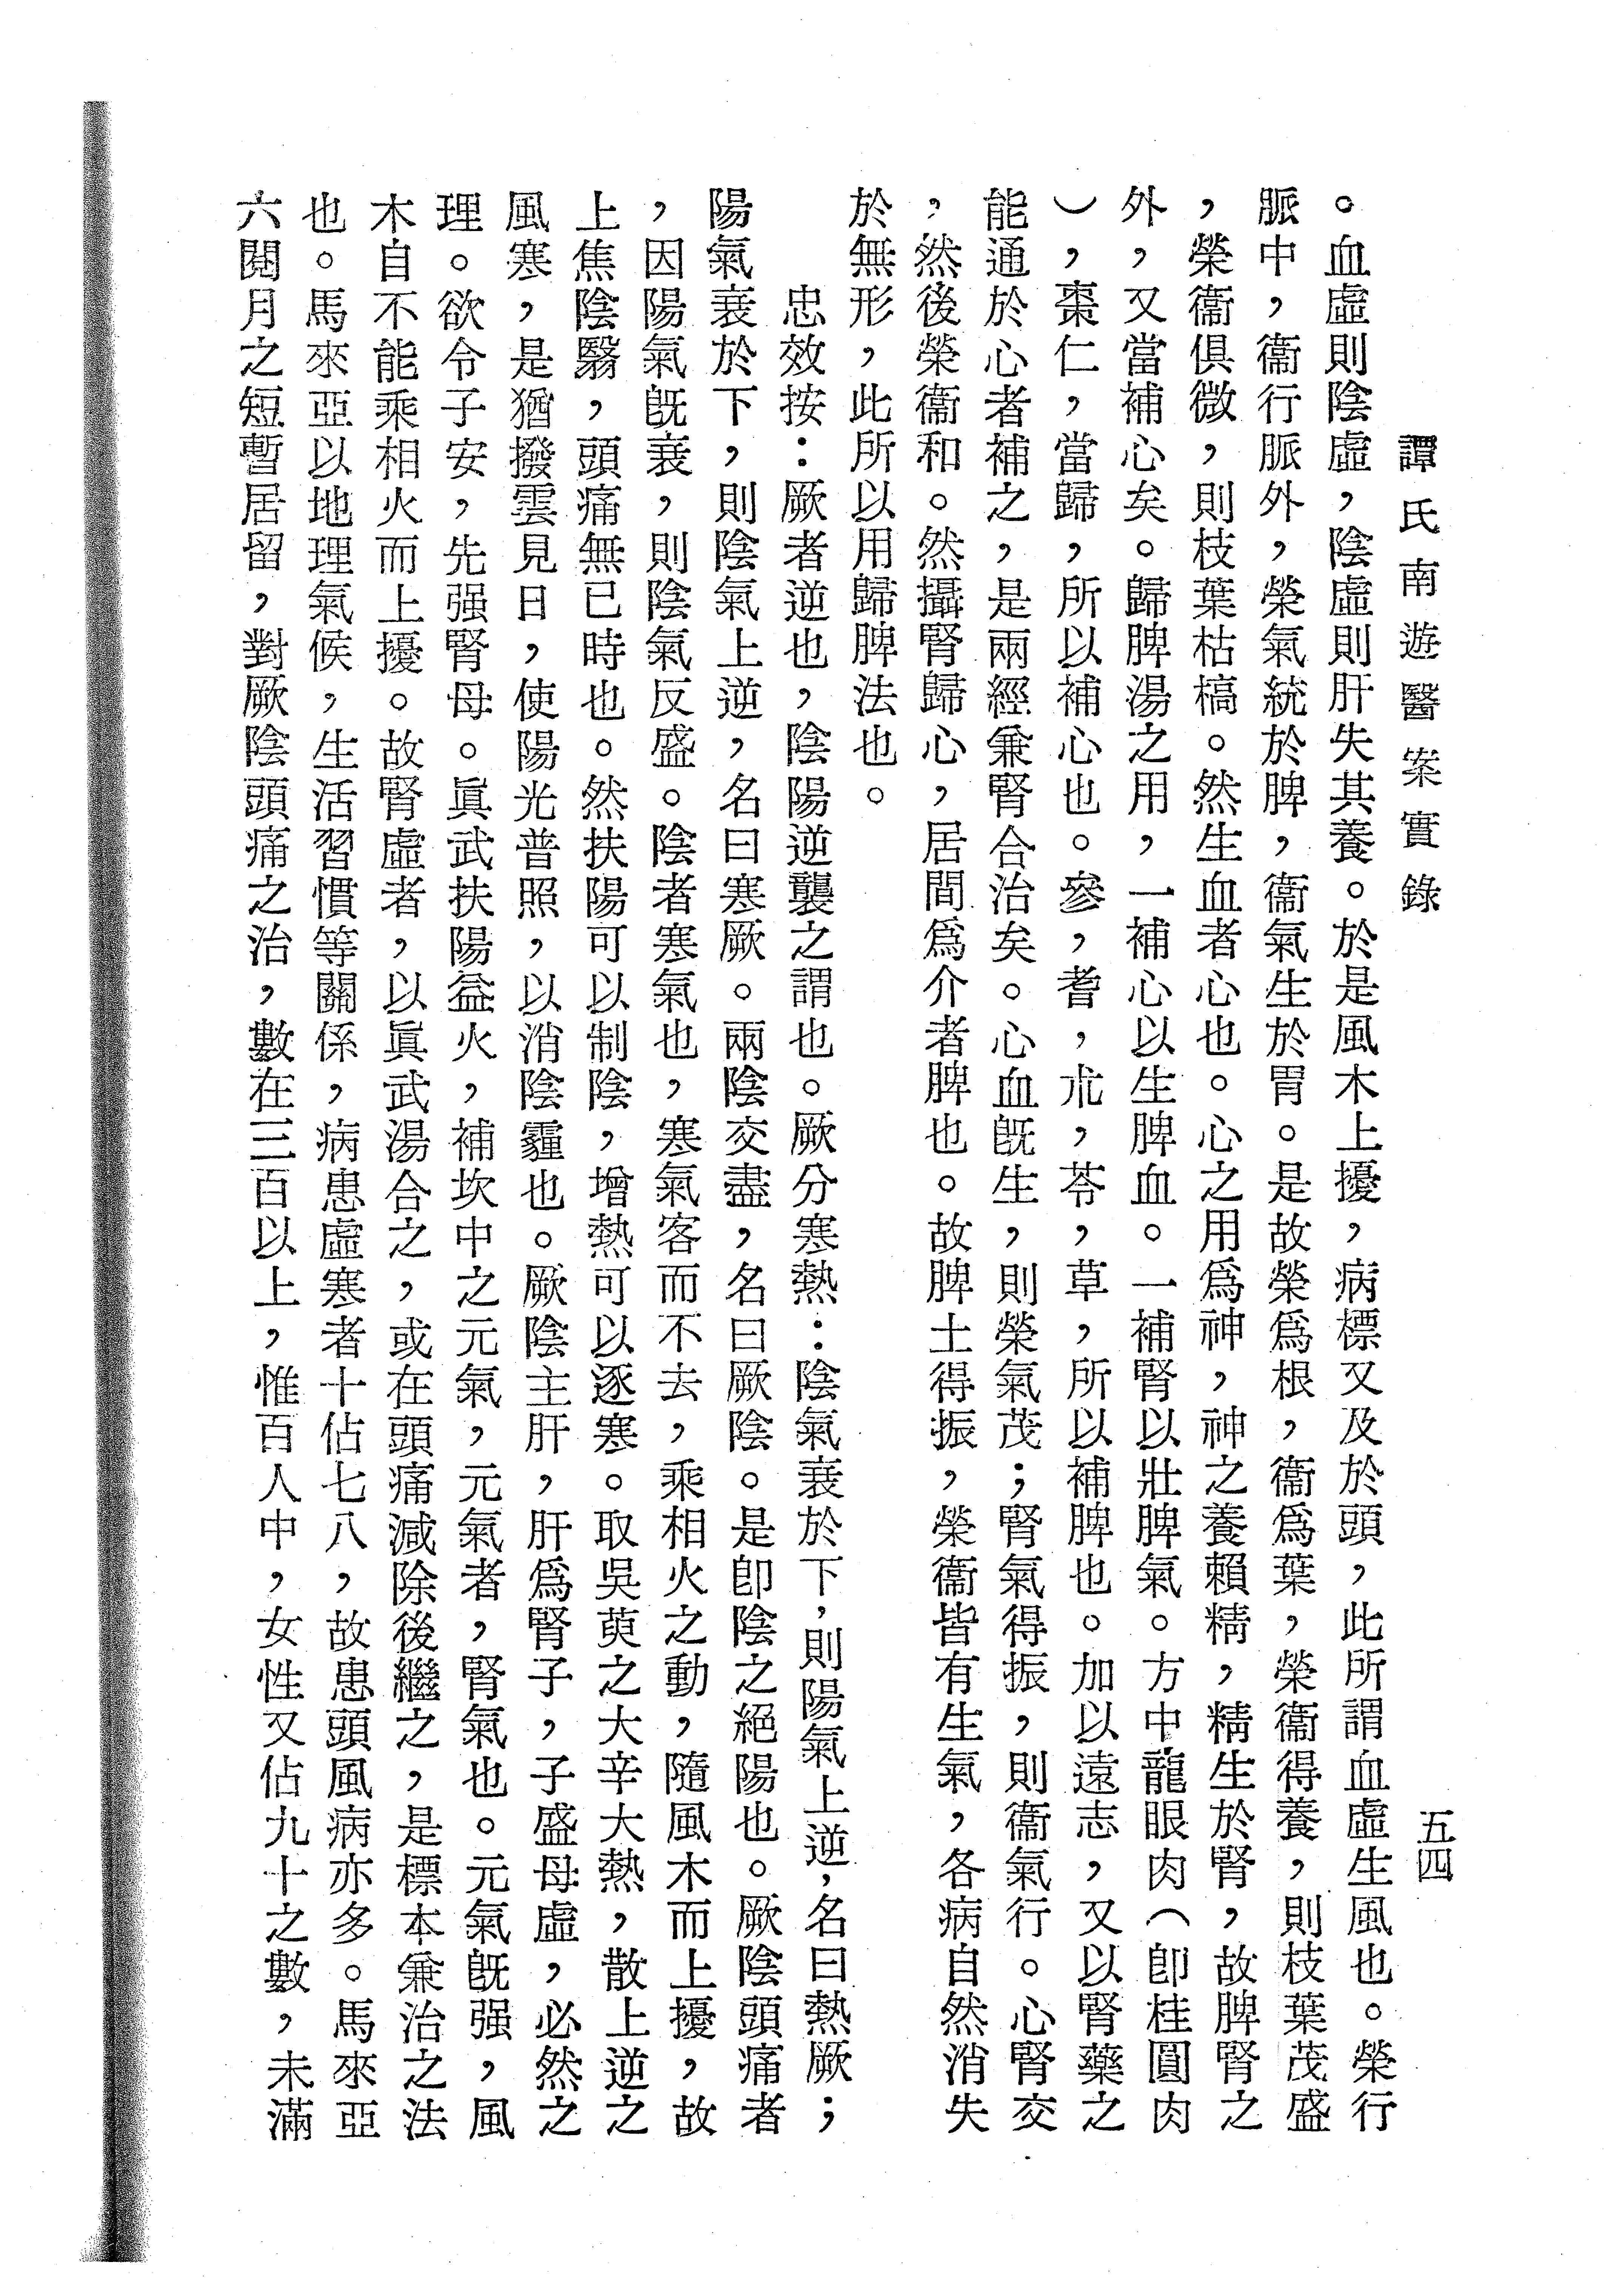 譚氏南遊醫案實錄
五四
。血虛則陰虛，陰虛則肝失其養。於是風木上擾，病標又及於頭，此所謂血虛生風也。榮行
脈中，衞行脈外，榮氣統於脾，衞氣生於胃。是故榮爲根，衞爲葉，榮衞得養，則枝葉茂盛
，榮衞俱微，則枝葉枯槁。然生血者心也。心之用爲神，神之養賴精，精生於腎，故脾腎之
外，又當補心矣。歸脾湯之用，一補心以生脾血。一補腎以壯脾氣。方中龍眼肉（卽桂圓肉
），棗仁，當歸，所以補心也。參，耆，朮，苓，草，所以補脾也。加以遠志，又以腎藥之
能通於心者補之，是兩經兼腎合治矣。心血旣生，則榮氣茂；腎氣得振，則衞氣行。心腎交
，然後榮衞和。然攝腎歸心，居間爲介者脾也。故脾土得振，榮衞皆有生氣，各病自然消失
於無形，此所以用歸脾法也。
忠效按：厥者逆也，陰陽逆襲之謂也。厥分寒熱：陰氣衰於下，則陽氣上逆，名曰熱厥；
陽氣衰於下，則陰氣上逆，名曰寒厥。兩陰交盡，名曰厥陰。是卽陰之絕陽也。厥陰頭痛者
，因陽氣旣衰，則陰氣反盛。陰者寒氣也，寒氣客而不去，乘相火之動，隨風木而上擾，故
上焦陰翳，頭痛無已時也。然扶陽可以制陰，增熱可以逐寒。取吳萸之大辛大熱，散上逆之
風寒，是猶撥雲見日，使陽光普照，以消陰霾也。厥陰主肝，肝爲腎子，子盛母虛，必然之
理。欲令子安，先强腎母。眞武扶陽益火，補坎中之元氣，元氣者，腎氣也。元氣旣强，風
木自不能乘相火而上擾。故腎虛者，以眞武湯合之，或在頭痛減除後繼之，是標本兼治之法
也。馬來亞以地理氣候，生活習慣等關係，病患虛寒者十佔七八，故患頭風病亦多。馬來亞
六閱月之短暫居留，對厥陰頭痛之治，數在三百以上，惟百人中，女性又佔九十之數，未滿